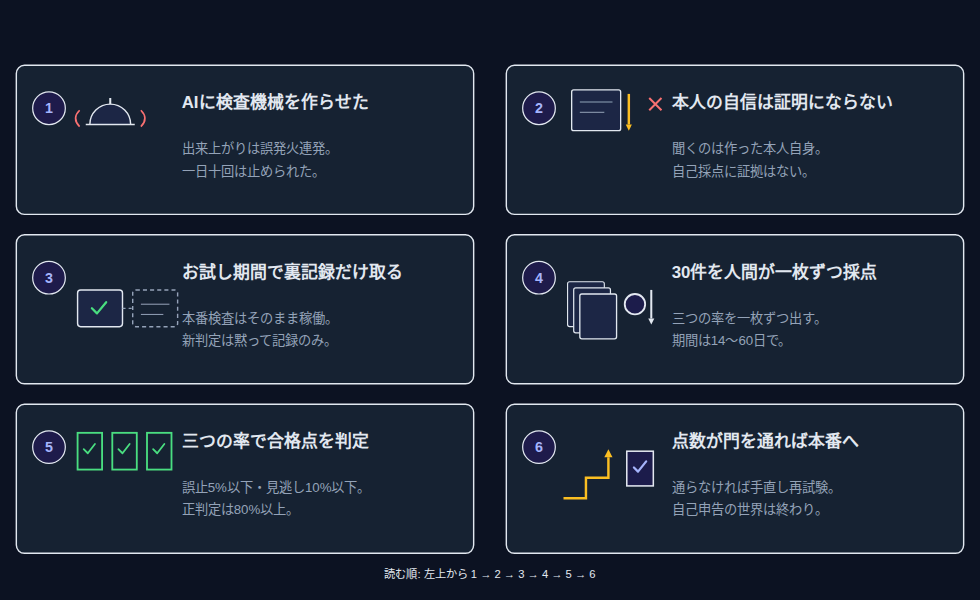 1
AIに検査機械を作らせた
出来上がりは誤発火連発。
一日十回は止められた。
2
本人の自信は証明にならない
聞くのは作った本人自身。
自己採点に証拠はない。
3
お試し期間で裏記録だけ取る
本番検査はそのまま稼働。
新判定は黙って記録のみ。
4
30件を人間が一枚ずつ採点
三つの率を一枚ずつ出す。
期間は14〜60日で。
5
三つの率で合格点を判定
誤止5%以下・見逃し10%以下。
正判定は80%以上。
6
点数が門を通れば本番へ
通らなければ手直し再試験。
自己申告の世界は終わり。
読む順: 左上から 1 → 2 → 3 → 4 → 5 → 6